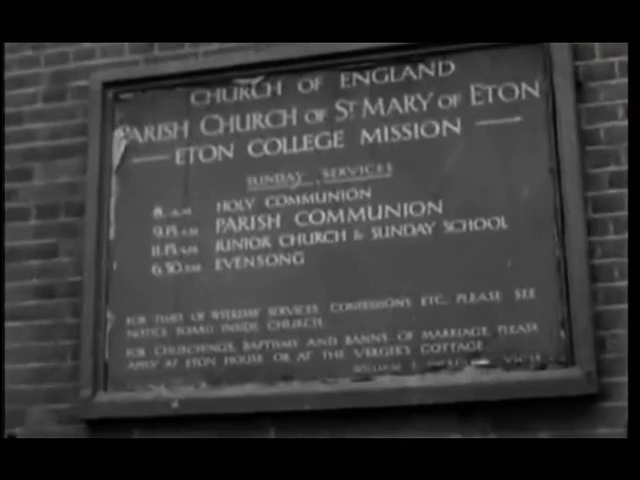 CHURCH OF ENGLAND
PARISH CHURCH OF ST MARY OF ETON
— ETON COLLEGE MISSION —
SUNDAY SERVICES
8. A.M HOLY COMMUNION
9.15 A.M PARISH COMMUNION
11.15 A.M JUNIOR CHURCH & SUNDAY SCHOOL
6.30 P.M EVENSONG
FOR TIMES OF WEEKDAY SERVICES CONFESSIONS ETC. PLEASE SEE
NOTICE BOARD INSIDE CHURCH
FOR CHURCHINGS, BAPTISMS AND BANNS OF MARRIAGE, PLEASE
APPLY AT ETON HOUSE OR AT THE VERGER'S COTTAGE
WILLIAM VICAR